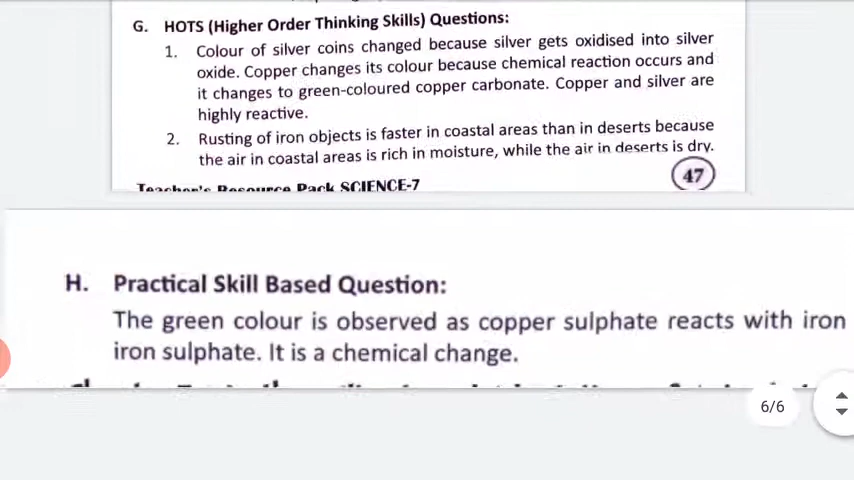 G. HOTS (Higher Order Thinking Skills) Questions:
1. Colour of silver coins changed because silver gets oxidised into silver
oxide. Copper changes its colour because chemical reaction occurs and
it changes to green-coloured copper carbonate. Copper and silver are
highly reactive.
2. Rusting of iron objects is faster in coastal areas than in deserts because
the air in coastal areas is rich in moisture, while the air in deserts is dry.
Teacher's Resource Pack SCIENCE-7
47
H. Practical Skill Based Question:
The green colour is observed as copper sulphate reacts with iron
iron sulphate. It is a chemical change.
6/6